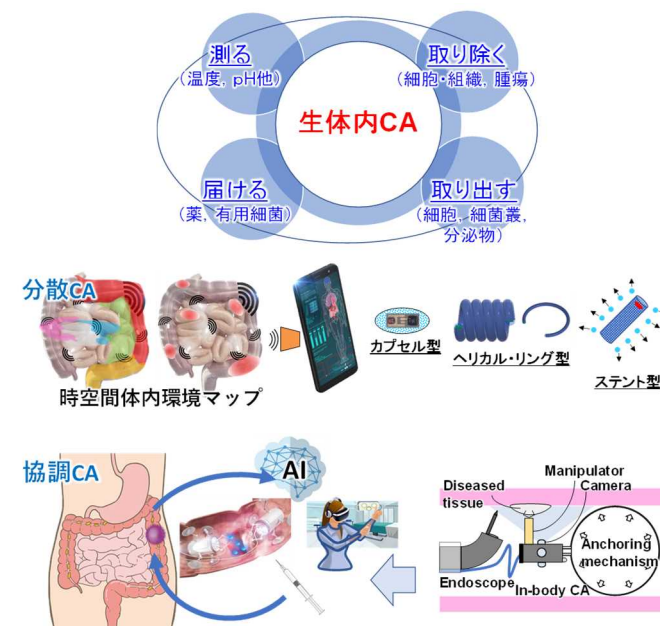 測る
(温度, pH他)
取り除く
(細胞・組織, 腫瘍)
生体内CA
届ける
(薬, 有用細菌)
取り出す
(細胞, 細菌叢,
分泌物)
分散CA
時空間体内環境マップ
カプセル型
ヘリカル・リング型
ステント型
協調CA
AI
Diseased
tissue
Manipulator
Camera
Anchoring
mechanism
Endoscope
In-body CA